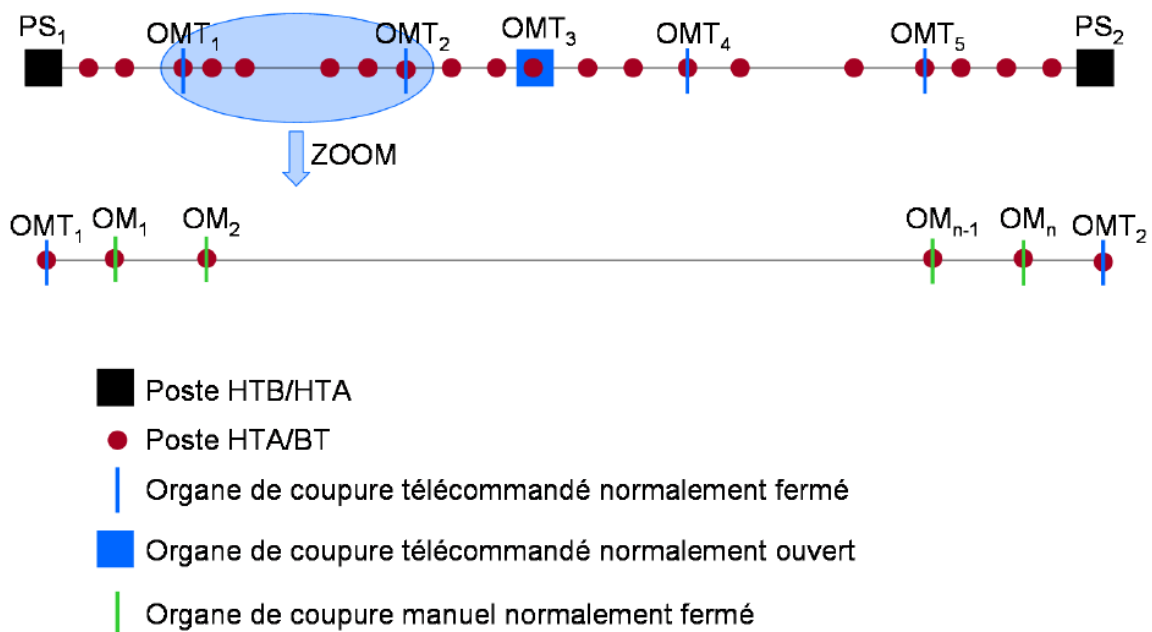 PS₁ OMT₁ OMT₂ OMT₃ OMT₄ OMT₅ PS₂
ZOOM
OMT₁ OM₁ OM₂ OMₙ₋₁ OMₙ OMT₂
Poste HTB/HTA
Poste HTA/BT
Organe de coupure télécommandé normalement fermé
Organe de coupure télécommandé normalement ouvert
Organe de coupure manuel normalement fermé